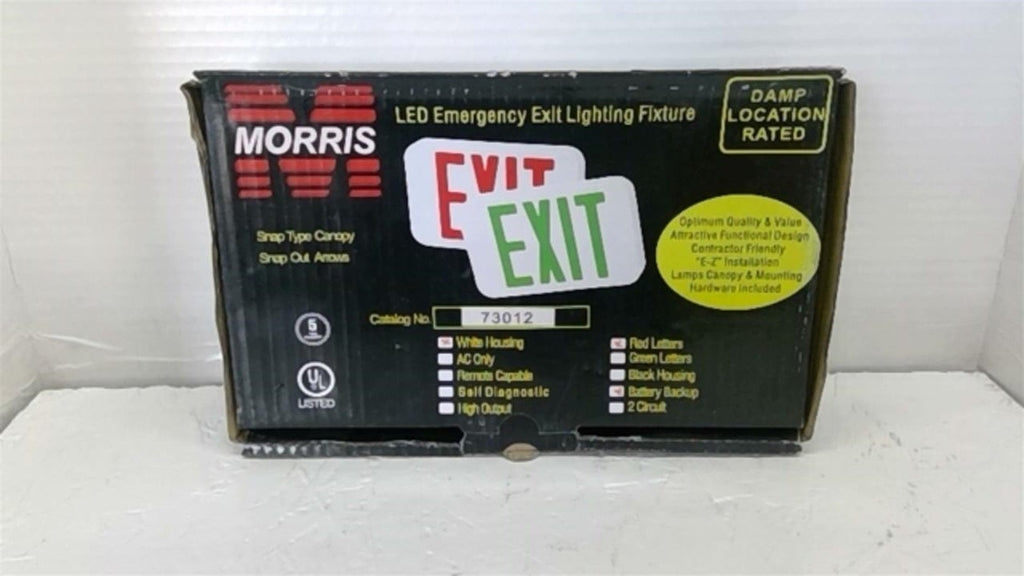 MORRIS
LED Emergency Exit Lighting Fixture
DAMP
LOCATION
RATED
EXIT
EXIT
Snap Type Canopy
Snap Out Arrows
Optimum Quality & Value
Attractive Functional Design
Contractor Friendly
"E-Z" Installation
Lamps Canopy & Mounting
Hardware Included
Catalog No. 73012
White Housing
AC Only
Remote Capable
Self Diagnostic
High Output
Red Letters
Green Letters
Black Housing
Battery Backup
2 Circuit
5
UL
LISTED